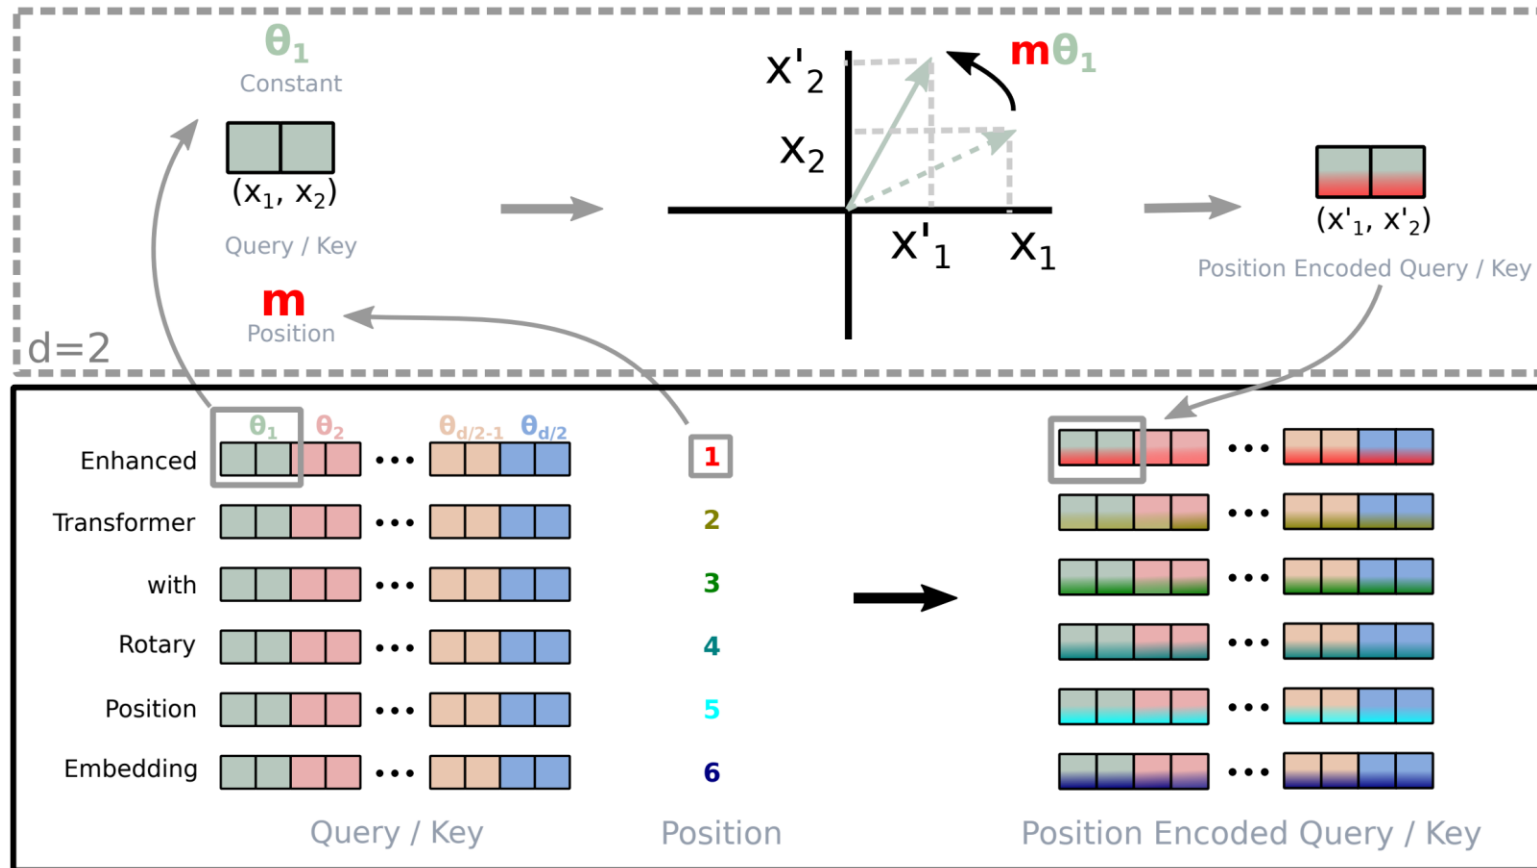 θ₁
Constant
(x₁, x₂)
Query / Key
m
Position
d=2
x'₂
x₂
x'₁
x₁
mθ₁
(x'₁, x'₂)
Position Encoded Query / Key
θ₁ θ₂ θd/2-1 θd/2
Enhanced ••• 1 •••
Transformer ••• 2 •••
with ••• 3 •••
Rotary ••• 4 •••
Position ••• 5 •••
Embedding ••• 6 •••
Query / Key Position Position Encoded Query / Key